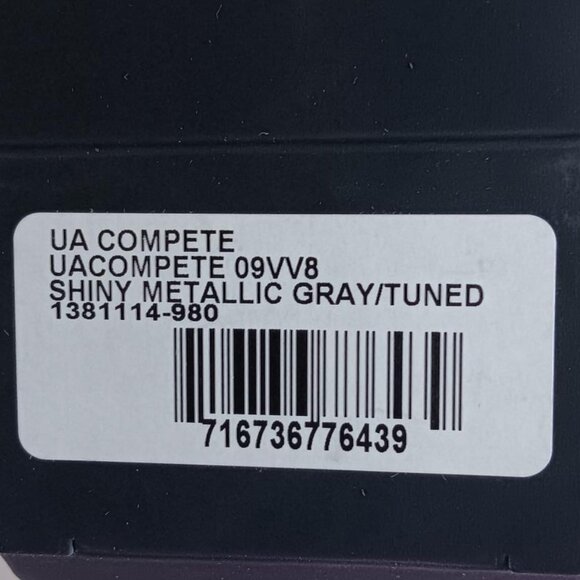 UA COMPETE
UACOMPETE 09VV8
SHINY METALLIC GRAY/TUNED
1381114-980
716736776439